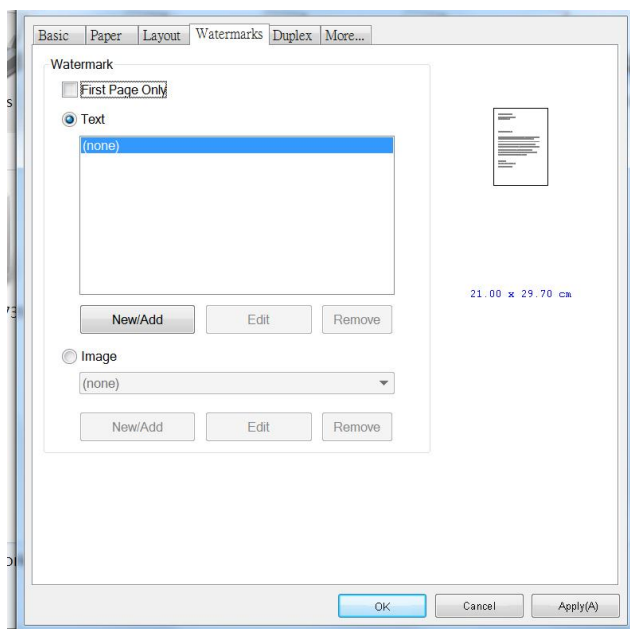 Basic Paper Layout Watermarks Duplex More...
Watermark
First Page Only
Text
(none)
21.00 x 29.70 cm
New/Add Edit Remove
Image
(none)
New/Add Edit Remove
OK Cancel Apply(A)